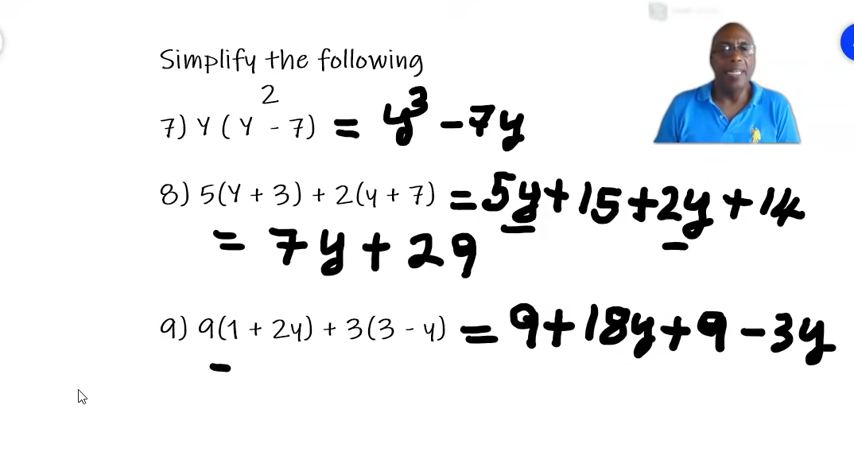 Simplify the following
7) y ( y² - 7) = y³ - 7y
8) 5(y + 3) + 2(y + 7) = 5y + 15 + 2y + 14
= 7y + 29
9) 9(1 + 2y) + 3(3 - y) = 9 + 18y + 9 - 3y
-